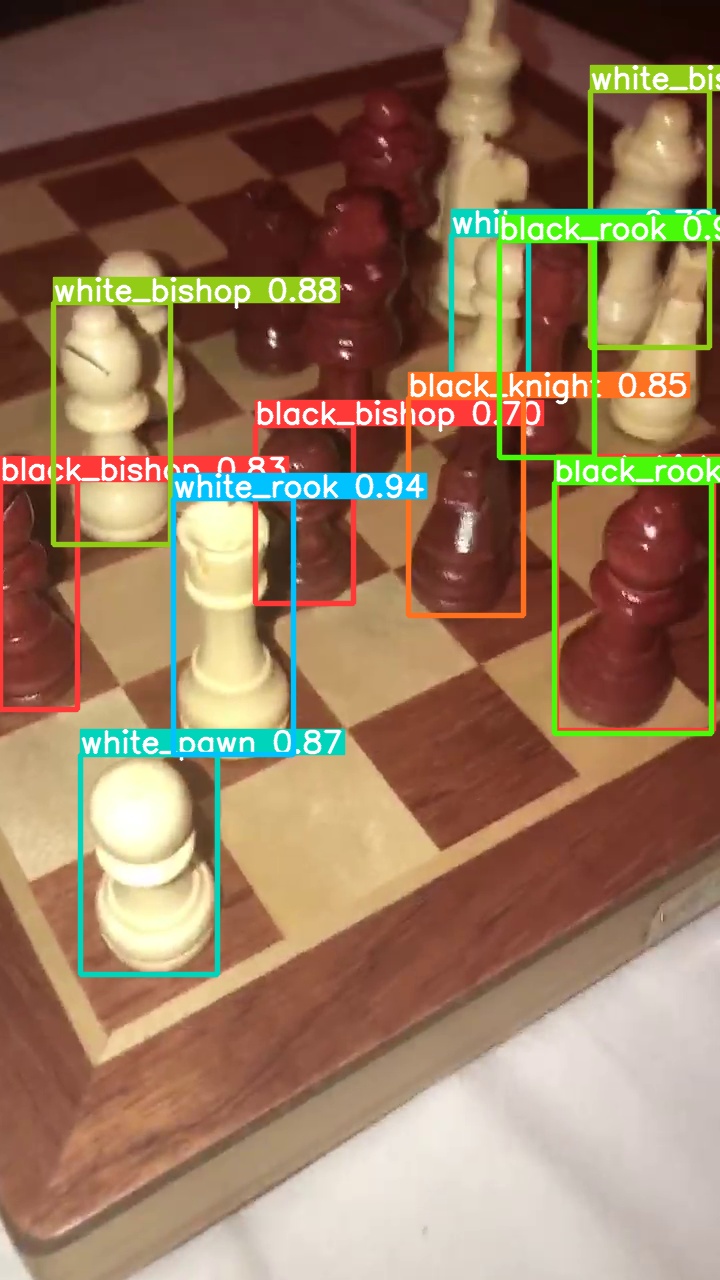 white_bis
whi
black_rook 0.9
white_bishop 0.88
black_knight 0.85
black_bishop 0.70
black_bishop 0.83
white_rook 0.94
black_rook
white_pawn 0.87